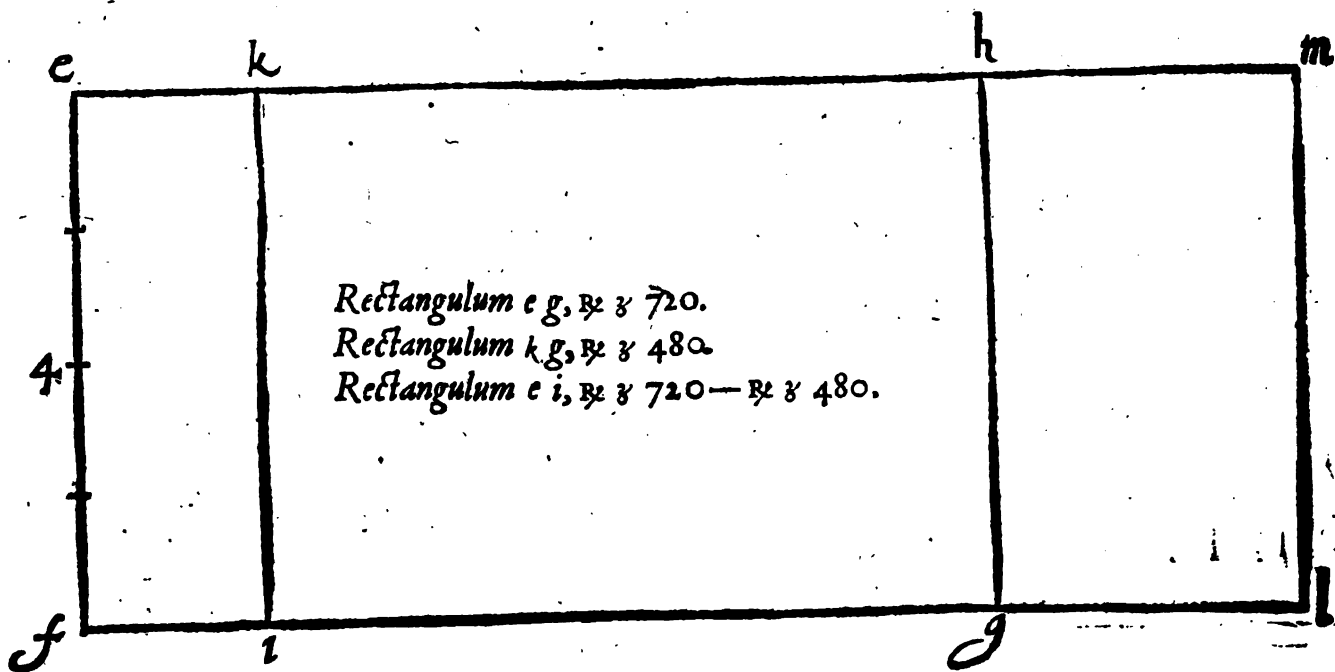 e k h m
Rectangulum e g, ℞ ʒ 720.
Rectangulum k g, ℞ ʒ 480.
4
Rectangulum e i, ℞ ʒ 720 — ℞ ʒ 480.
f i g l